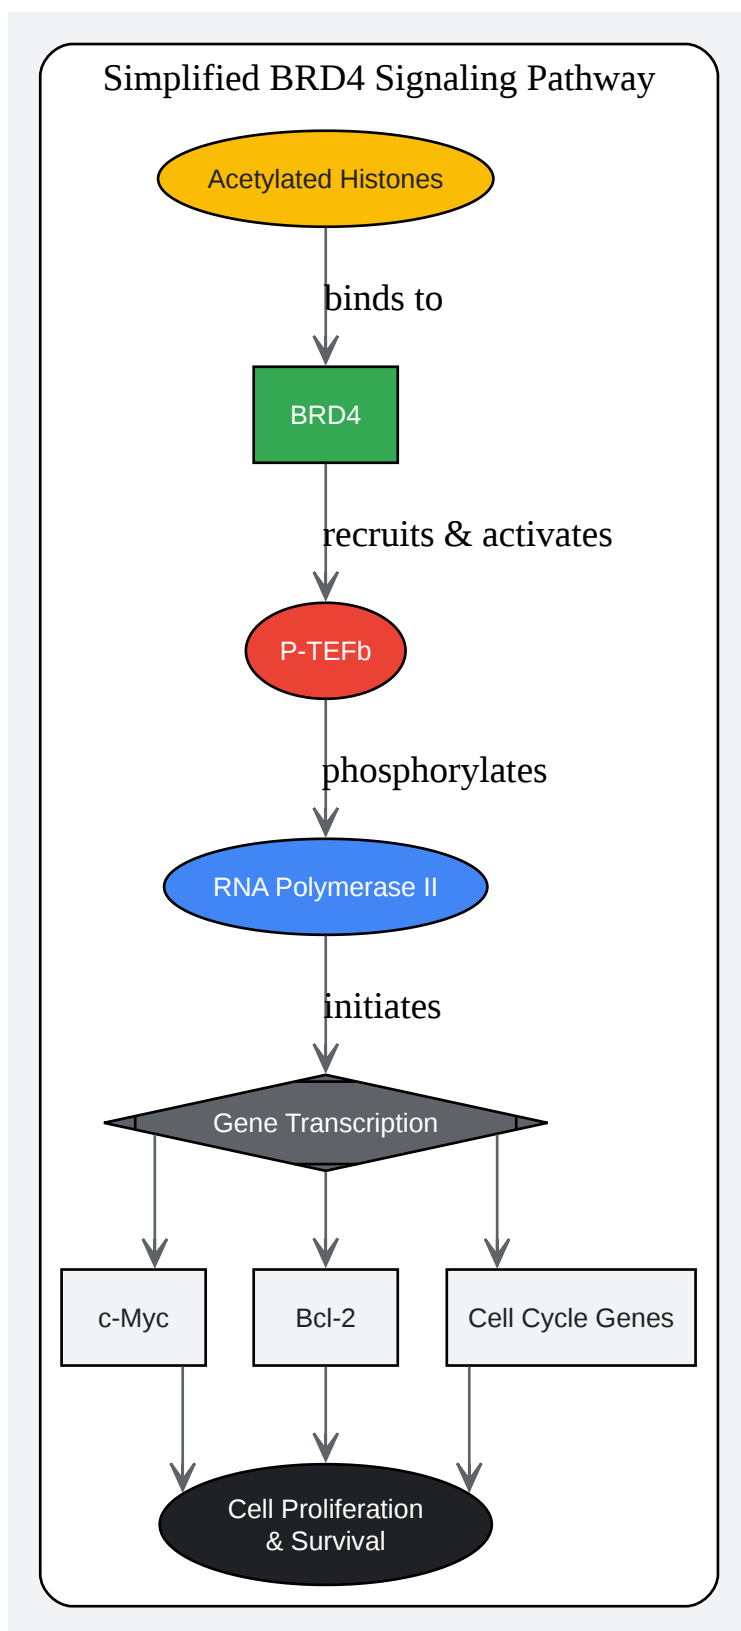 Simplified BRD4 Signaling Pathway
Acetylated Histones
binds to
BRD4
recruits & activates
P-TEFb
phosphorylates
RNA Polymerase II
initiates
Gene Transcription
c-Myc
Bcl-2
Cell Cycle Genes
Cell Proliferation
& Survival